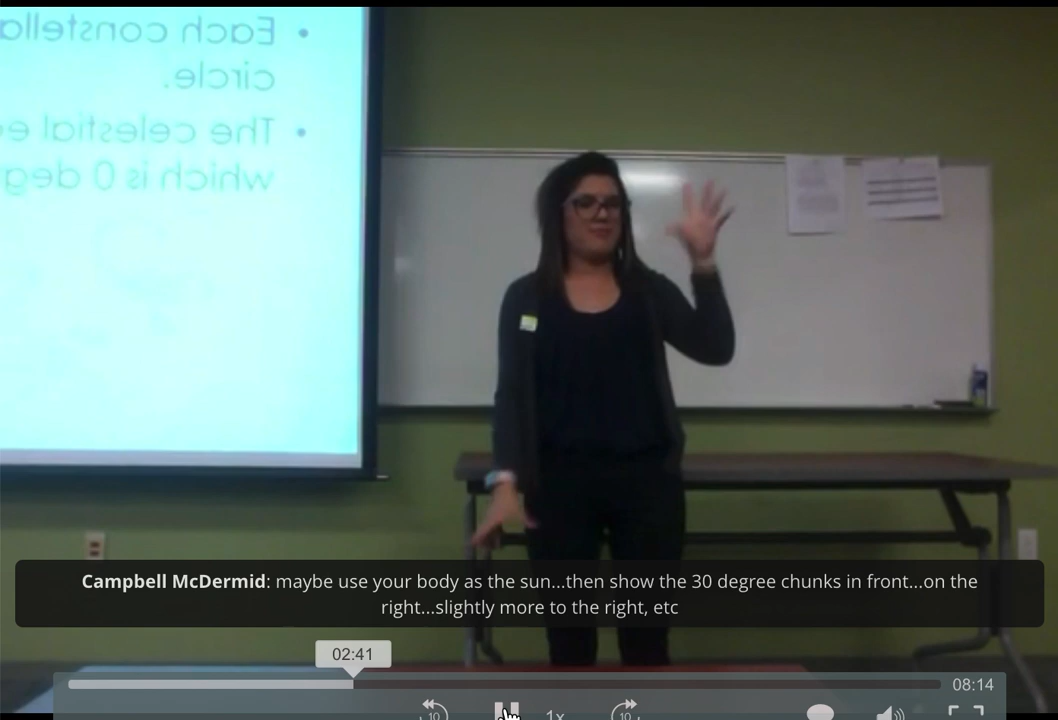 Each constella
circle.
The celestial e
which is 0 deg
Campbell McDermid: maybe use your body as the sun...then show the 30 degree chunks in front...on the
right...slightly more to the right, etc
02:41
08:14
10
1x
10